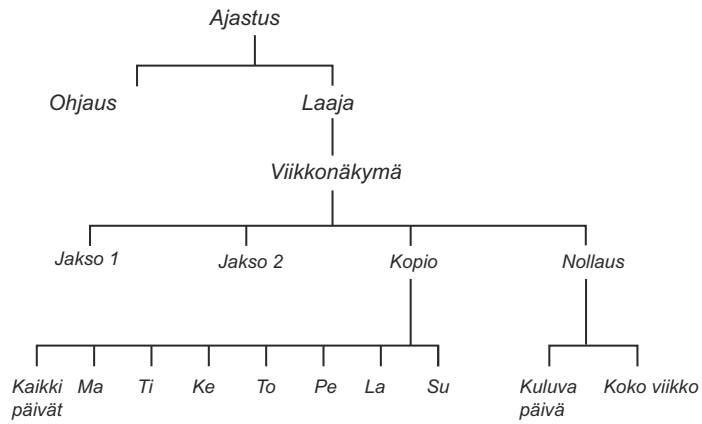 Ajastus
Ohjaus
Laaja
Viikkonäkymä
Jakso 1
Jakso 2
Kopio
Nollaus
Kaikki
päivät
Ma
Ti
Ke
To
Pe
La
Su
Kuluva
päivä
Koko viikko